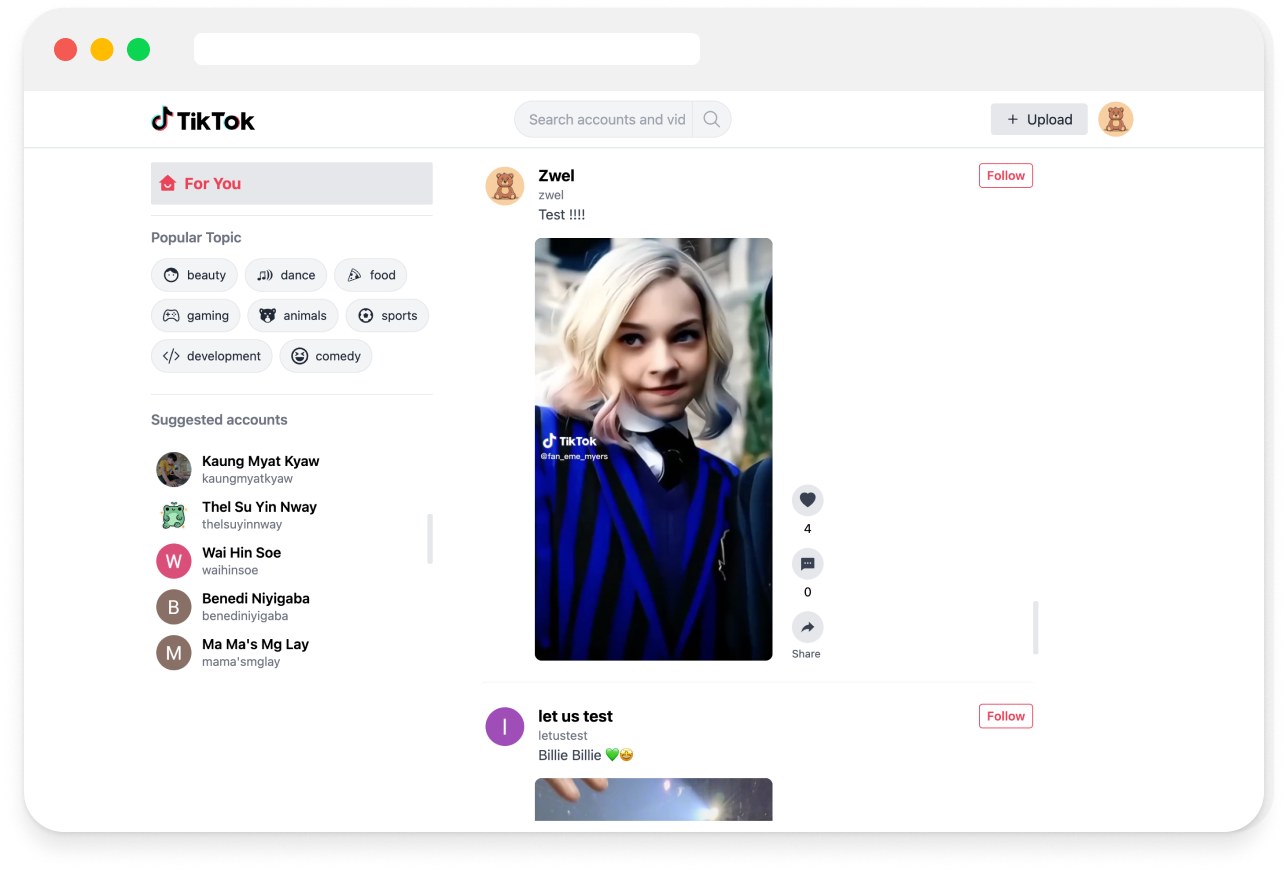 TikTok
Search accounts and vid
+ Upload
For You
Popular Topic
beauty
dance
food
gaming
animals
sports
development
comedy
Suggested accounts
Kaung Myat Kyaw
kaungmyatkyaw
Thel Su Yin Nway
thelsuyinnway
W
Wai Hin Soe
waihinsoe
B
Benedi Niyigaba
benediniyigaba
M
Ma Ma's Mg Lay
mama'smglay
Zwel
zwel
Test !!!!
Follow
TikTok
@fan_eme_myers
4
0
Share
l
let us test
letustest
Billie Billie 💚🤩
Follow